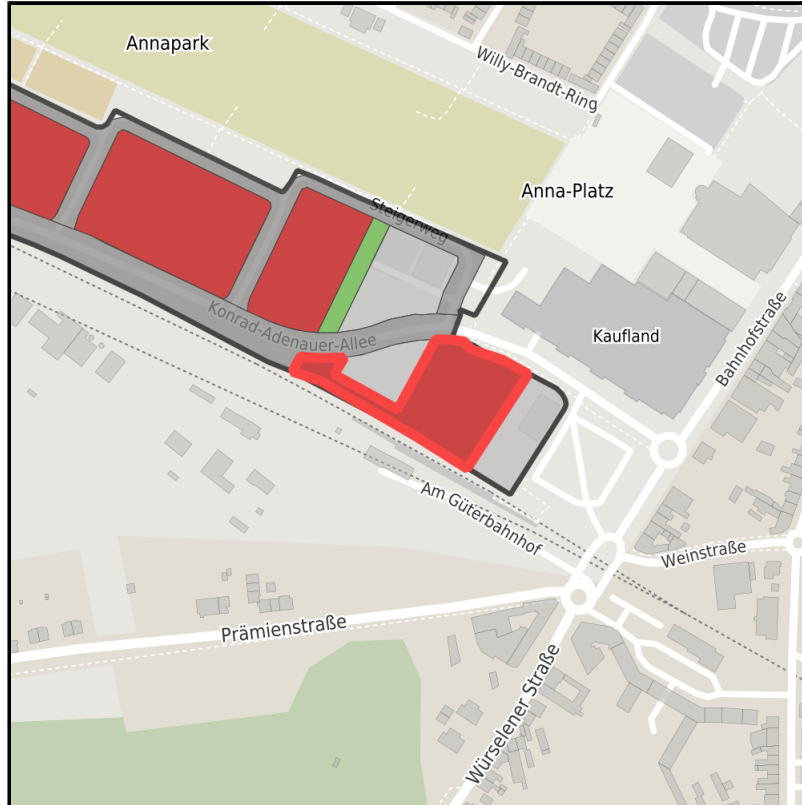 Annapark
Willy-Brandt-Ring
Anna-Platz
Steigerweg
Konrad-Adenauer-Allee
Kaufland
Bahnhofstraße
Am Güterbahnhof
Weinstraße
Prämienstraße
Würselener Straße